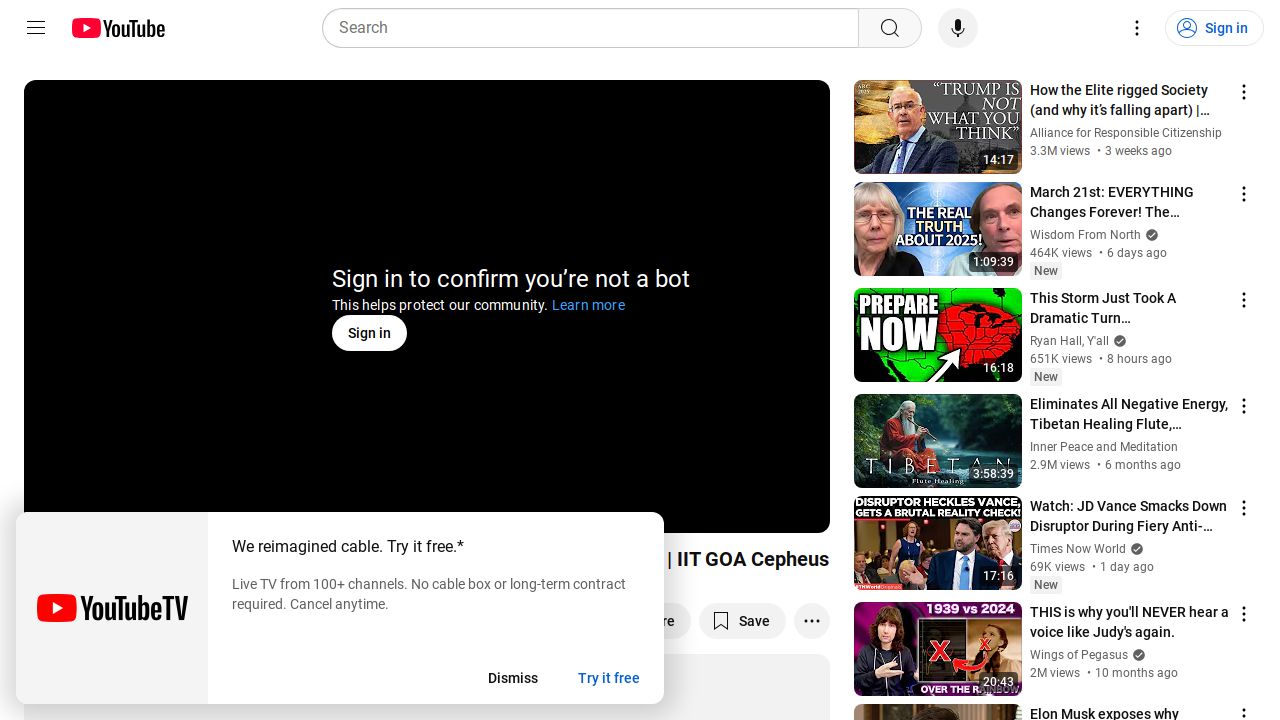 YouTube
Search
Sign in
Sign in to confirm you're not a bot
This helps protect our community. Learn more
Sign in
| IIT GOA Cepheus
Save
We reimagined cable. Try it free.*
Live TV from 100+ channels. No cable box or long-term contract
required. Cancel anytime.
YouTubeTV
Dismiss
Try it free
ARC
2025
"TRUMP IS
NOT
WHAT YOU
THINK"
14:17
How the Elite rigged Society
(and why it's falling apart) |...
Alliance for Responsible Citizenship
3.3M views • 3 weeks ago
THE REAL
TRUTH
ABOUT 2025!
1:09:39
March 21st: EVERYTHING
Changes Forever! The...
Wisdom From North
464K views • 6 days ago
New
PREPARE
NOW
16:18
This Storm Just Took A
Dramatic Turn...
Ryan Hall, Y'all
651K views • 8 hours ago
New
TIBETAN
Flute Healing
3:58:39
Eliminates All Negative Energy,
Tibetan Healing Flute,...
Inner Peace and Meditation
2.9M views • 6 months ago
DISRUPTOR HECKLES VANCE,
GETS A BRUTAL REALITY CHECK!
17:16
Watch: JD Vance Smacks Down
Disruptor During Fiery Anti-...
Times Now World
69K views • 1 day ago
New
1939 vs 2024
X
X
OVER THE RAINBOW
20:43
THIS is why you'll NEVER hear a
voice like Judy's again.
Wings of Pegasus
2M views • 10 months ago
Elon Musk exposes why